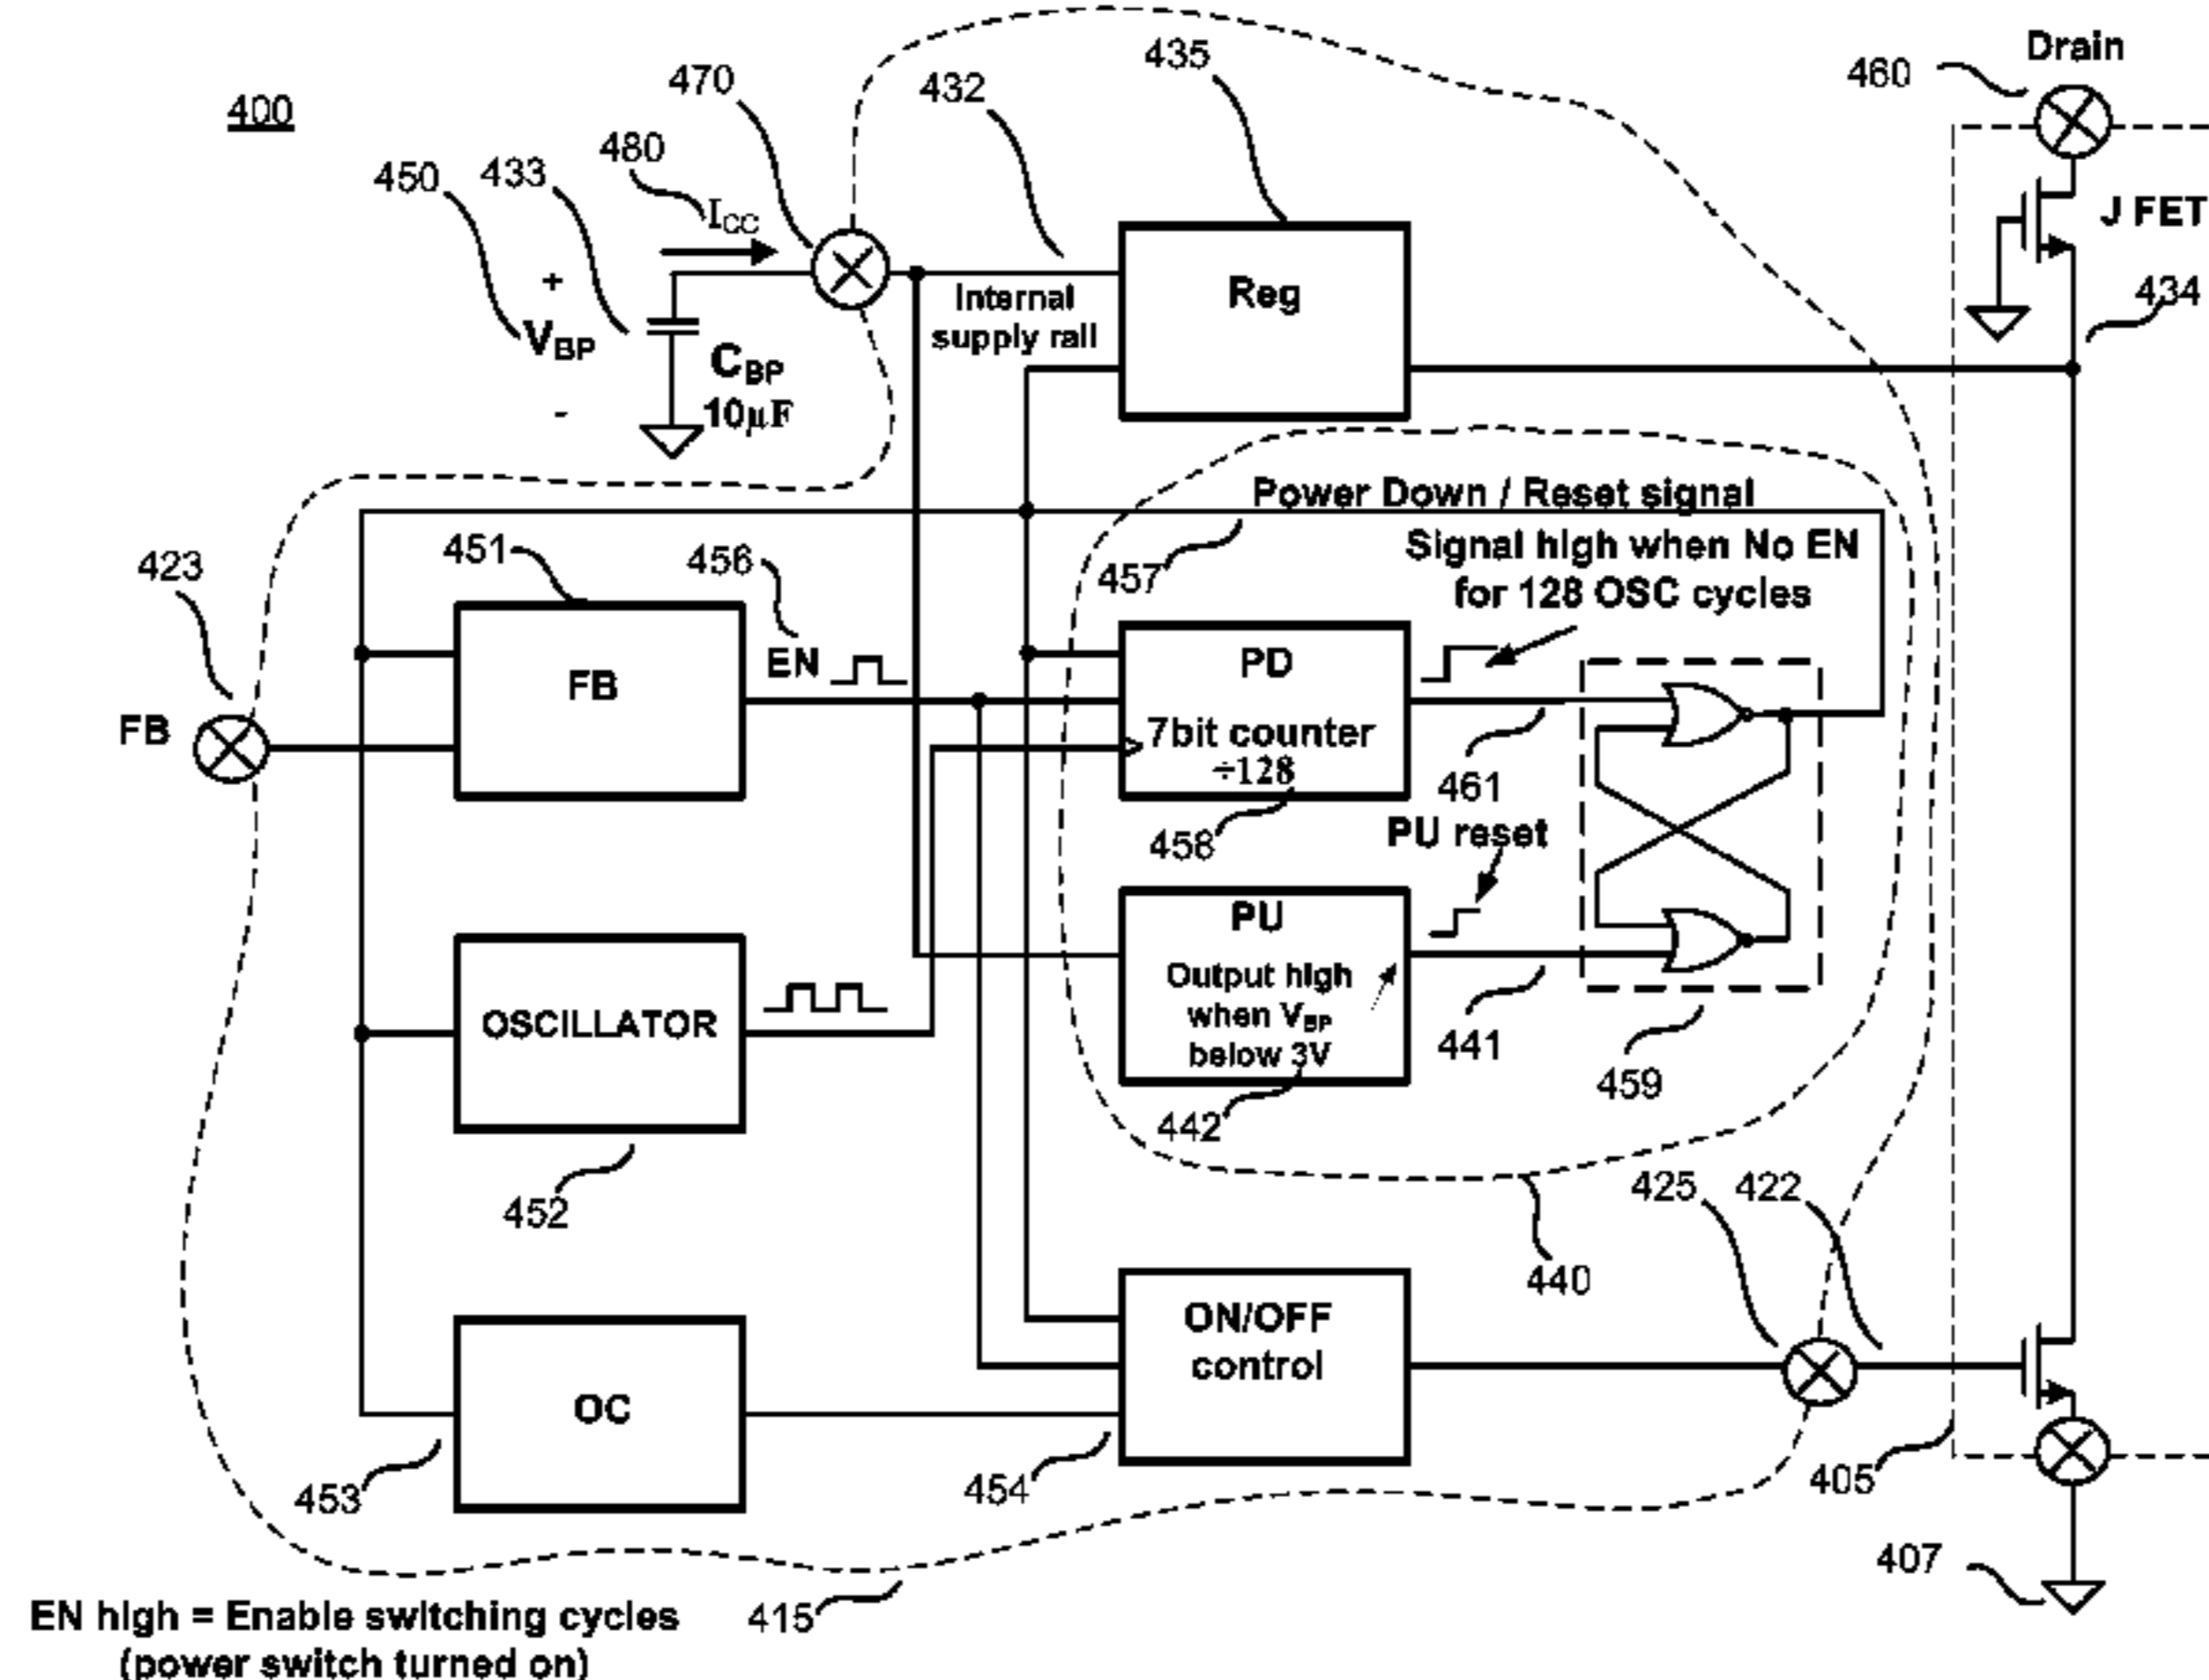 400
450
433
480
I_CC
470
432
435
460
Drain
J FET
434
+
V_BP
-
C_BP
10µF
Internal
supply rail
Reg
Power Down / Reset signal
Signal high when No EN
for 128 OSC cycles
457
423
FB
451
FB
456
EN
PD
7bit counter
÷128
458
461
PU reset
PU
Output high
when V_BP
below 3V
442
441
459
OSCILLATOR
452
440
425
422
ON/OFF
control
454
OC
453
405
407
415
EN high = Enable switching cycles
(power switch turned on)